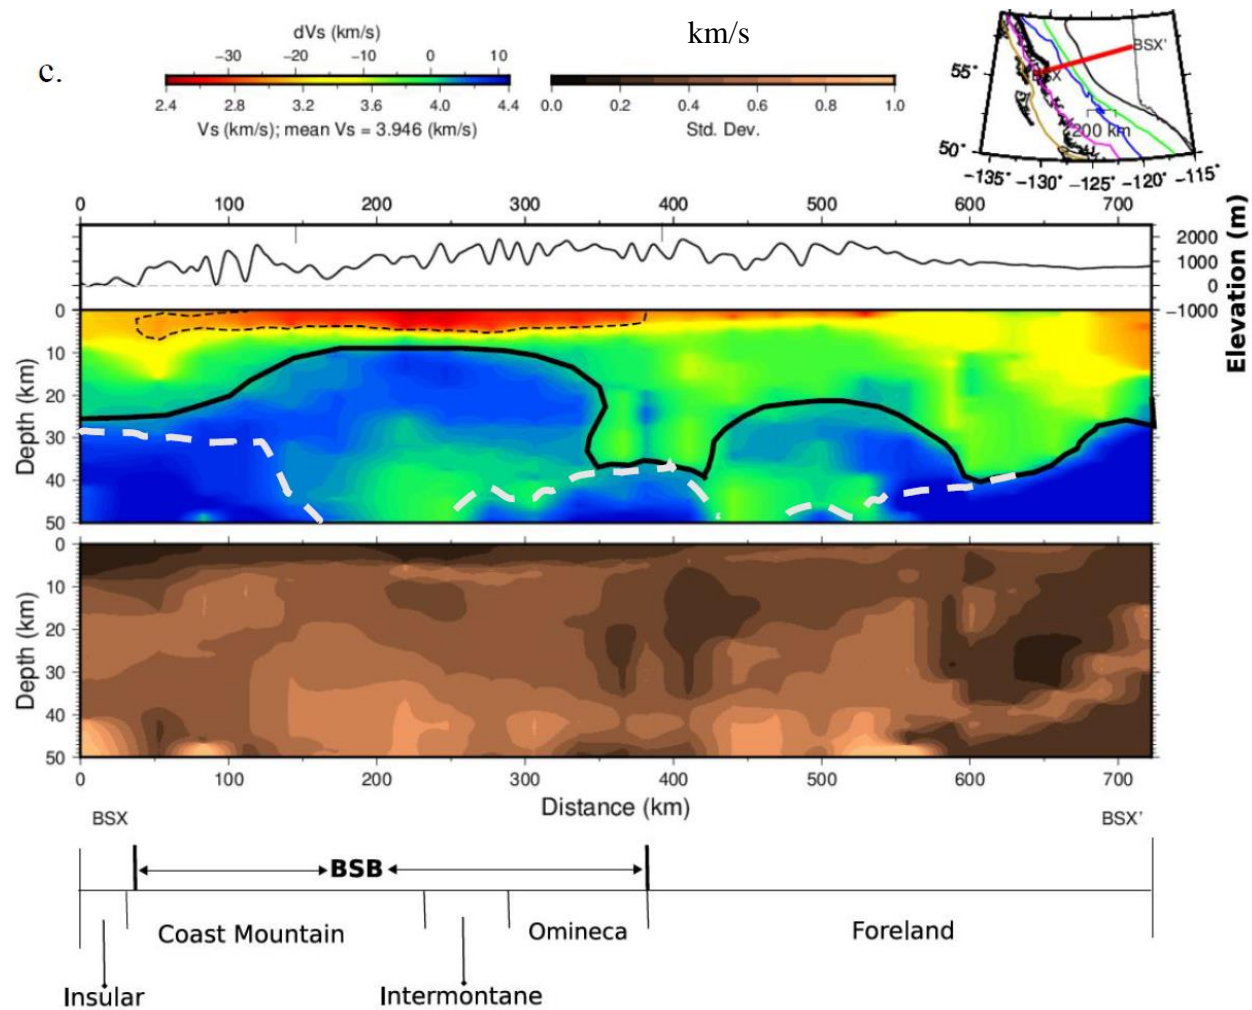 c.
dVs (km/s)
−30 −20 −10 0 10
2.4 2.8 3.2 3.6 4.0 4.4
Vs (km/s); mean Vs = 3.946 (km/s)
km/s
0.0 0.2 0.4 0.6 0.8 1.0
Std. Dev.
BSX'
55°
BSX
200 km
50°
−135° −130° −125° −120° −115°
0 100 200 300 400 500 600 700
2000
1000
0
−1000
Elevation (m)
0
10
20
30
40
50
Depth (km)
0
10
20
30
40
50
Depth (km)
0 100 200 300 400 500 600 700
Distance (km)
BSX BSX'
BSB
Coast Mountain Omineca Foreland
Insular Intermontane